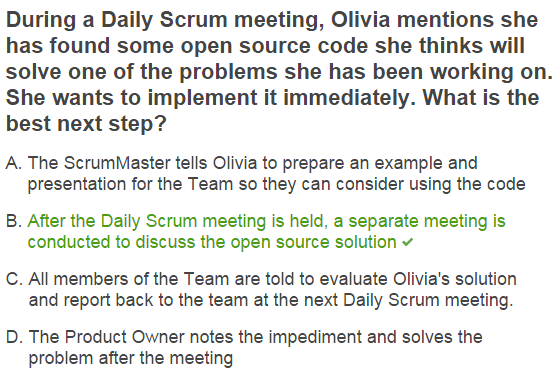 During a Daily Scrum meeting, Olivia mentions she
has found some open source code she thinks will
solve one of the problems she has been working on.
She wants to implement it immediately. What is the
best next step?
A. The ScrumMaster tells Olivia to prepare an example and
presentation for the Team so they can consider using the code
B. After the Daily Scrum meeting is held, a separate meeting is
conducted to discuss the open source solution ✔
C. All members of the Team are told to evaluate Olivia's solution
and report back to the team at the next Daily Scrum meeting.
D. The Product Owner notes the impediment and solves the
problem after the meeting